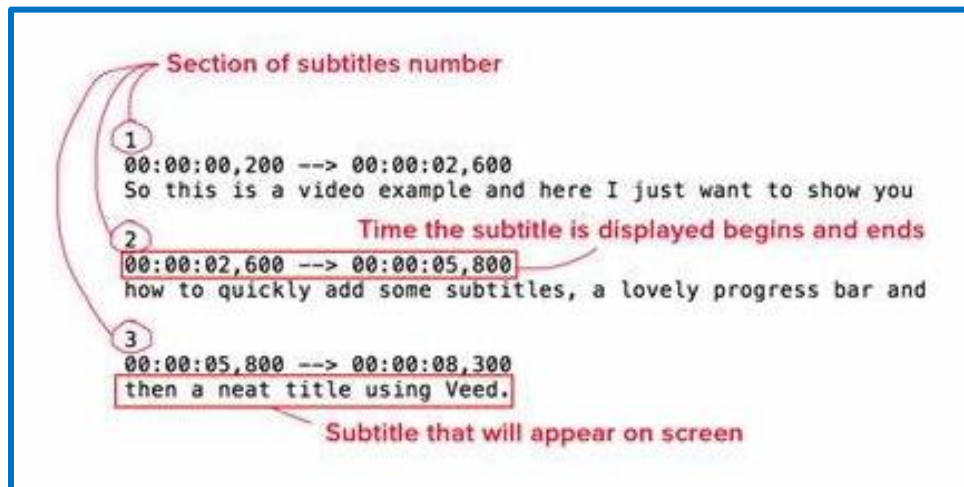 Section of subtitles number
1
00:00:00,200 --> 00:00:02,600
So this is a video example and here I just want to show you
Time the subtitle is displayed begins and ends
2
00:00:02,600 --> 00:00:05,800
how to quickly add some subtitles, a lovely progress bar and
3
00:00:05,800 --> 00:00:08,300
then a neat title using Veed.
Subtitle that will appear on screen